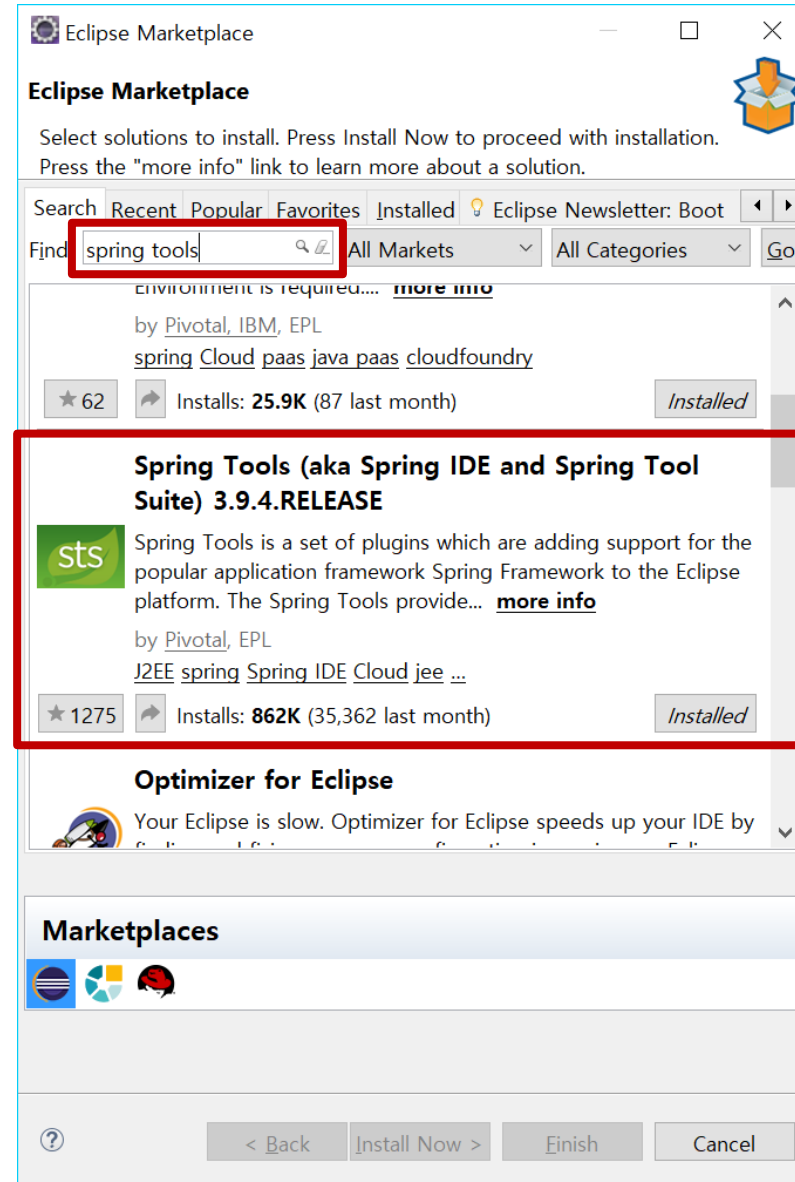 Eclipse Marketplace
Eclipse Marketplace
Select solutions to install. Press Install Now to proceed with installation.
Press the "more info" link to learn more about a solution.
Search Recent Popular Favorites Installed Eclipse Newsletter: Boot
Find spring tools All Markets All Categories Go
Environment is required.... more info
by Pivotal, IBM, EPL
spring Cloud paas java paas cloudfoundry
62 Installs: 25.9K (87 last month) Installed
Spring Tools (aka Spring IDE and Spring Tool
Suite) 3.9.4.RELEASE
sts
Spring Tools is a set of plugins which are adding support for the
popular application framework Spring Framework to the Eclipse
platform. The Spring Tools provide... more info
by Pivotal, EPL
J2EE spring Spring IDE Cloud jee ...
1275 Installs: 862K (35,362 last month) Installed
Optimizer for Eclipse
Your Eclipse is slow. Optimizer for Eclipse speeds up your IDE by
Marketplaces
< Back Install Now > Finish Cancel